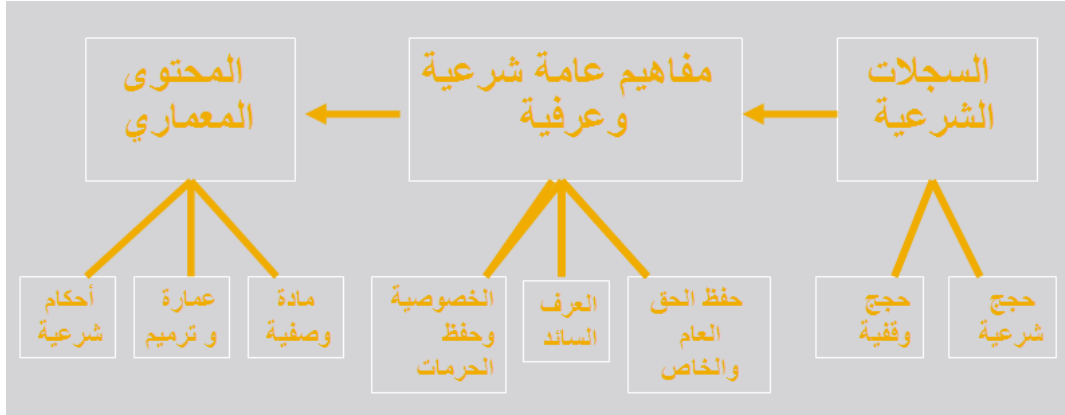 السجلات
الشرعية
مفاهيم عامة شرعية
وعرفية
المحتوى
المعماري
حجج
شرعية
حجج
وقفية
حفظ الحق
العام
والخاص
العرف
السائد
الخصوصية
وحفظ
الحرمات
مادة
وصفية
عمارة
و ترميم
أحكام
شرعية